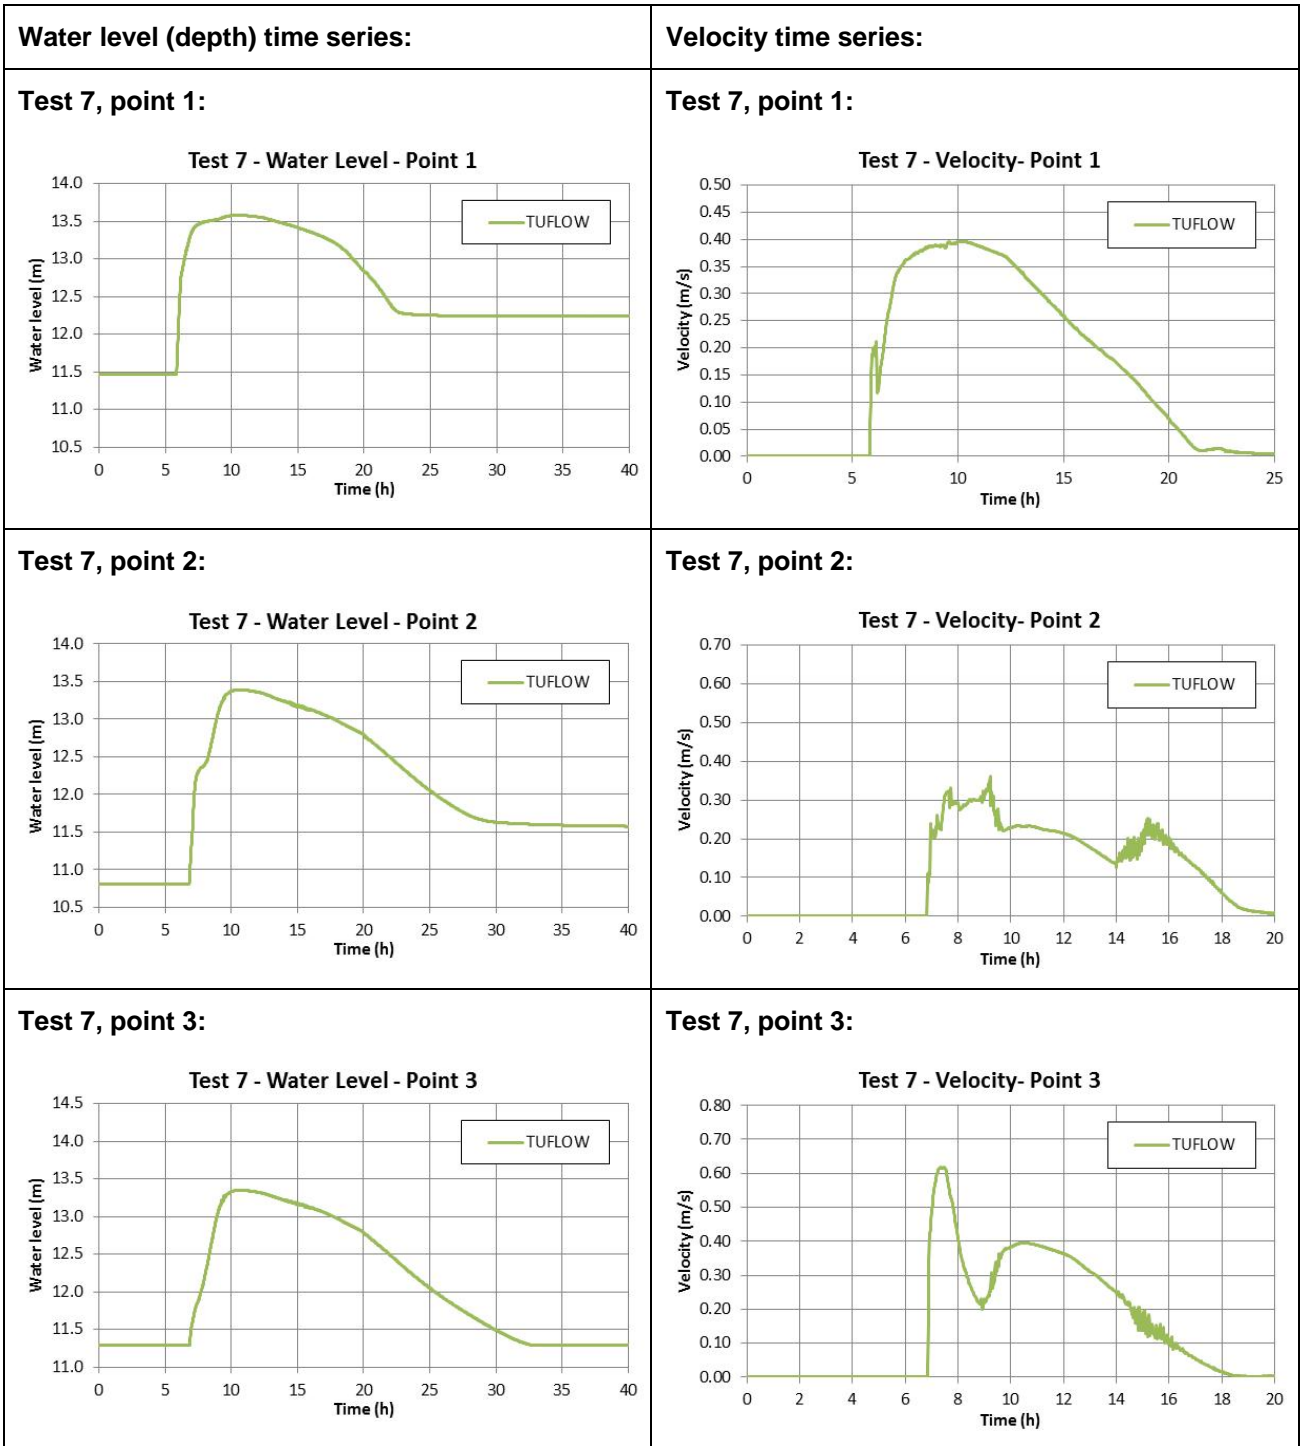 Water level (depth) time series:
Velocity time series:
Test 7, point 1:
Test 7 - Water Level - Point 1
14.0
13.5
13.0
12.5
12.0
11.5
11.0
10.5
Water level (m)
TUFLOW
0 5 10 15 20 25 30 35 40
Time (h)
Test 7, point 1:
Test 7 - Velocity- Point 1
0.50
0.45
0.40
0.35
0.30
0.25
0.20
0.15
0.10
0.05
0.00
Velocity (m/s)
TUFLOW
0 5 10 15 20 25
Time (h)
Test 7, point 2:
Test 7 - Water Level - Point 2
14.0
13.5
13.0
12.5
12.0
11.5
11.0
10.5
Water level (m)
TUFLOW
0 5 10 15 20 25 30 35 40
Time (h)
Test 7, point 2:
Test 7 - Velocity- Point 2
0.70
0.60
0.50
0.40
0.30
0.20
0.10
0.00
Velocity (m/s)
TUFLOW
0 2 4 6 8 10 12 14 16 18 20
Time (h)
Test 7, point 3:
Test 7 - Water Level - Point 3
14.5
14.0
13.5
13.0
12.5
12.0
11.5
11.0
Water level (m)
TUFLOW
0 5 10 15 20 25 30 35 40
Time (h)
Test 7, point 3:
Test 7 - Velocity- Point 3
0.80
0.70
0.60
0.50
0.40
0.30
0.20
0.10
0.00
Velocity (m/s)
TUFLOW
0 2 4 6 8 10 12 14 16 18 20
Time (h)